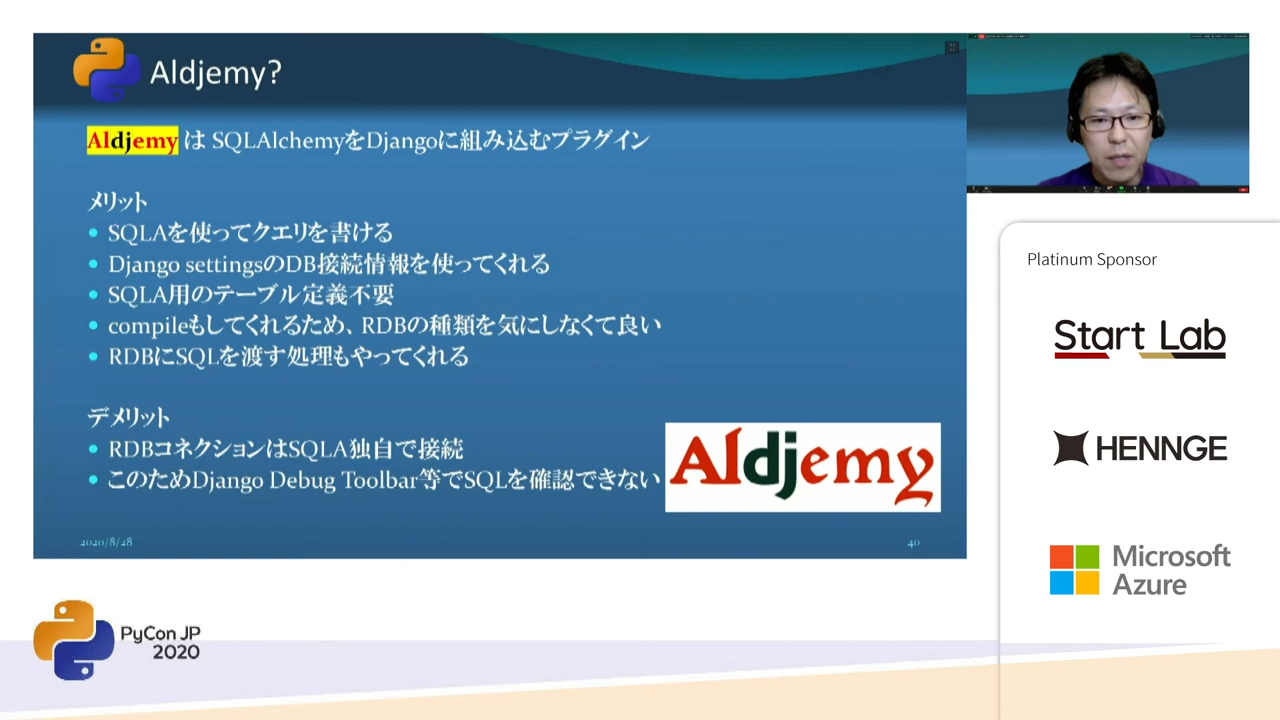 Aldjemy?
Aldjemy は SQLAlchemyをDjangoに組み込むプラグイン
メリット
• SQLAを使ってクエリを書ける
• Django settingsのDB接続情報を使ってくれる
• SQLA用のテーブル定義不要
• compileもしてくれるため、RDBの種類を気にしなくて良い
• RDBにSQLを渡す処理もやってくれる
デメリット
• RDBコネクションはSQLA独自で接続
• このためDjango Debug Toolbar等でSQLを確認できない
Aldjemy
2020/8/28
40
Platinum Sponsor
Start Lab
HENNGE
Microsoft
Azure
PyCon JP
2020